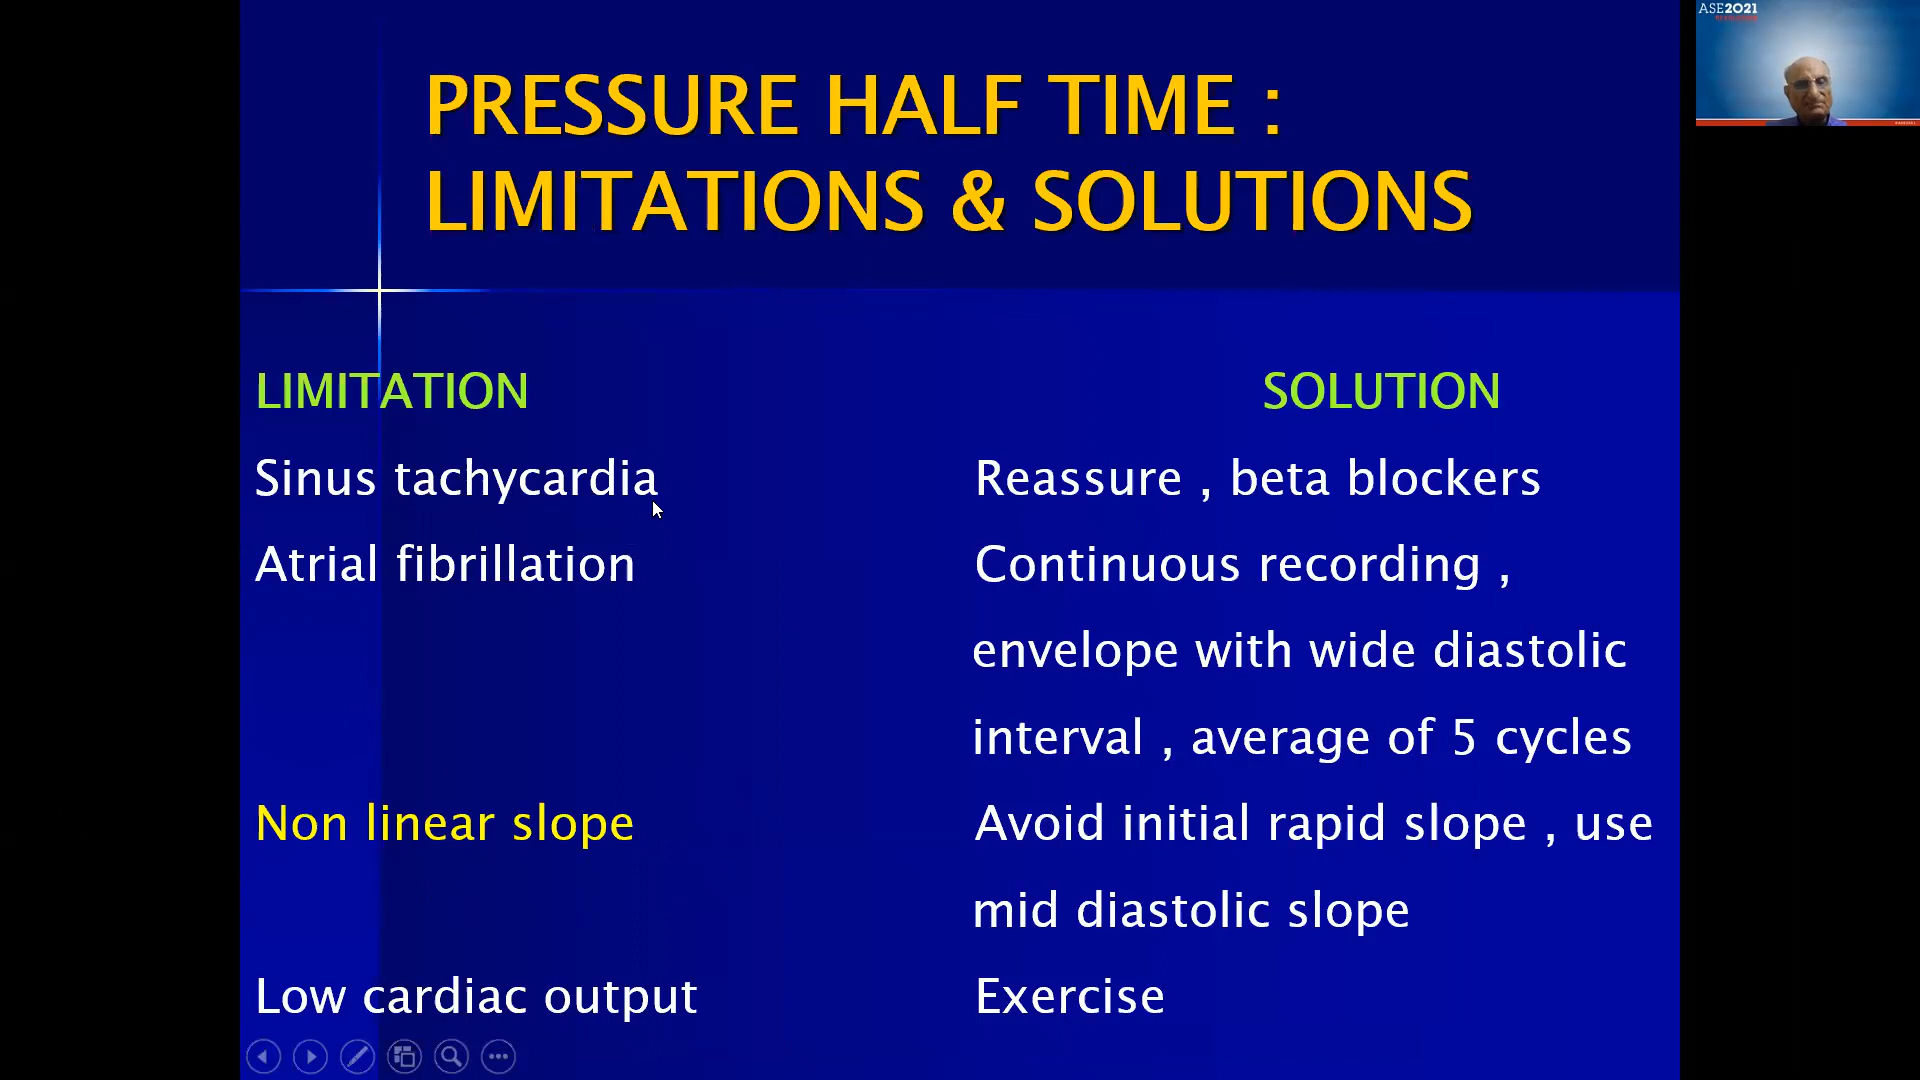 ASE2021
PRESSURE HALF TIME :
LIMITATIONS & SOLUTIONS
LIMITATION SOLUTION
Sinus tachycardia Reassure , beta blockers
Atrial fibrillation Continuous recording ,
envelope with wide diastolic
interval , average of 5 cycles
Non linear slope Avoid initial rapid slope , use
mid diastolic slope
Low cardiac output Exercise